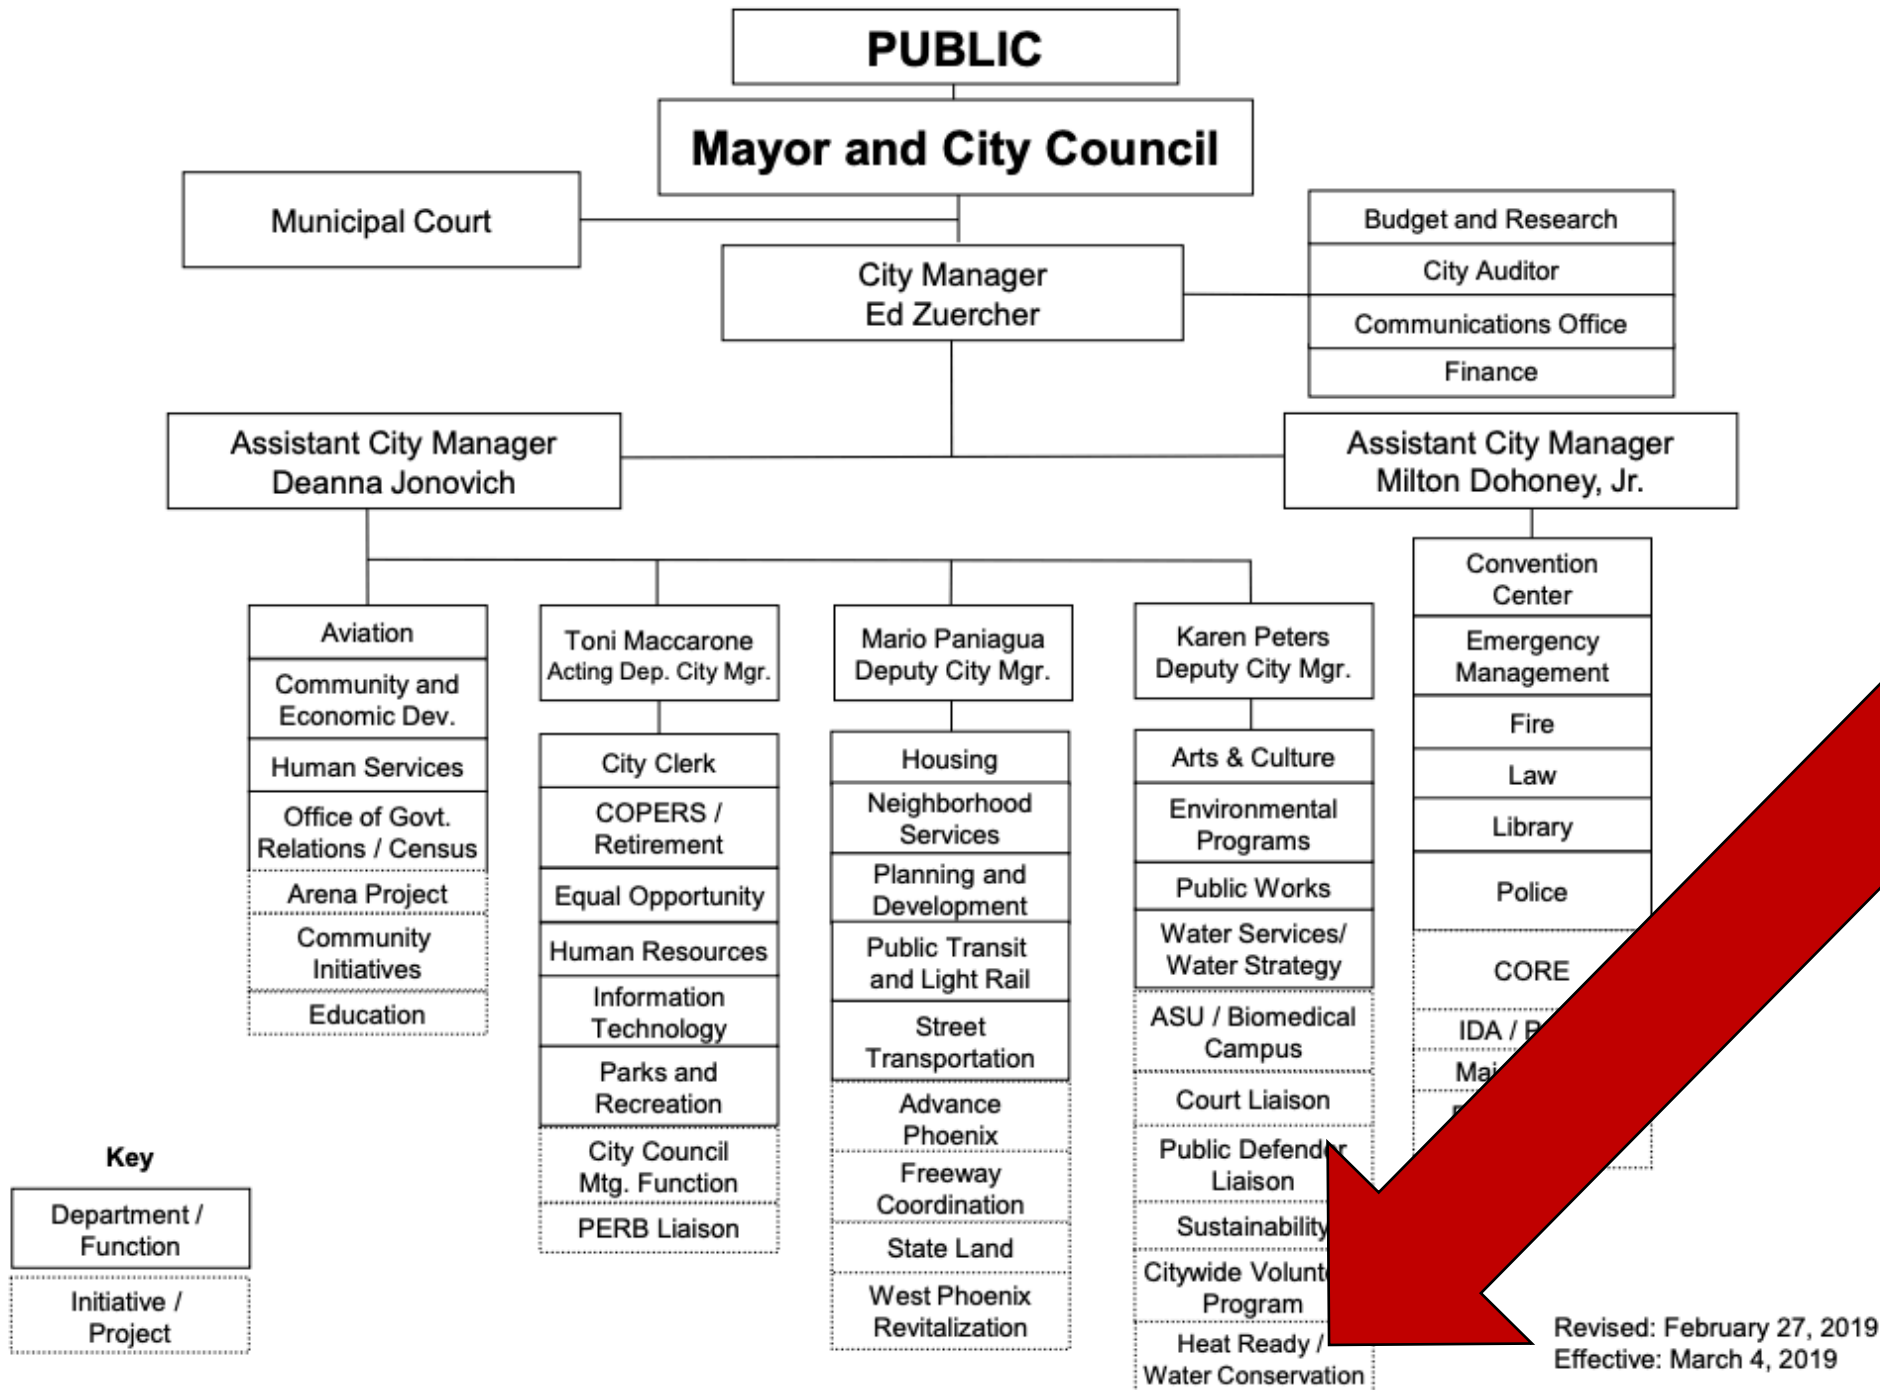 PUBLIC
Mayor and City Council
Municipal Court
City Manager
Ed Zuercher
Budget and Research
City Auditor
Communications Office
Finance
Assistant City Manager
Deanna Jonovich
Assistant City Manager
Milton Dohoney, Jr.
Aviation
Community and
Economic Dev.
Human Services
Office of Govt.
Relations / Census
Arena Project
Community
Initiatives
Education
Toni Maccarone
Acting Dep. City Mgr.
City Clerk
COPERS /
Retirement
Equal Opportunity
Human Resources
Information
Technology
Parks and
Recreation
City Council
Mtg. Function
PERB Liaison
Mario Paniagua
Deputy City Mgr.
Housing
Neighborhood
Services
Planning and
Development
Public Transit
and Light Rail
Street
Transportation
Advance
Phoenix
Freeway
Coordination
State Land
West Phoenix
Revitalization
Karen Peters
Deputy City Mgr.
Arts & Culture
Environmental
Programs
Public Works
Water Services/
Water Strategy
ASU / Biomedical
Campus
Court Liaison
Public Defender
Liaison
Sustainability
Citywide
Program
Heat Ready /
Water Conservation
Convention
Center
Emergency
Management
Fire
Law
Library
Police
CORE
IDA /
Key
Department /
Function
Initiative /
Project
Revised: February 27, 2019
Effective: March 4, 2019